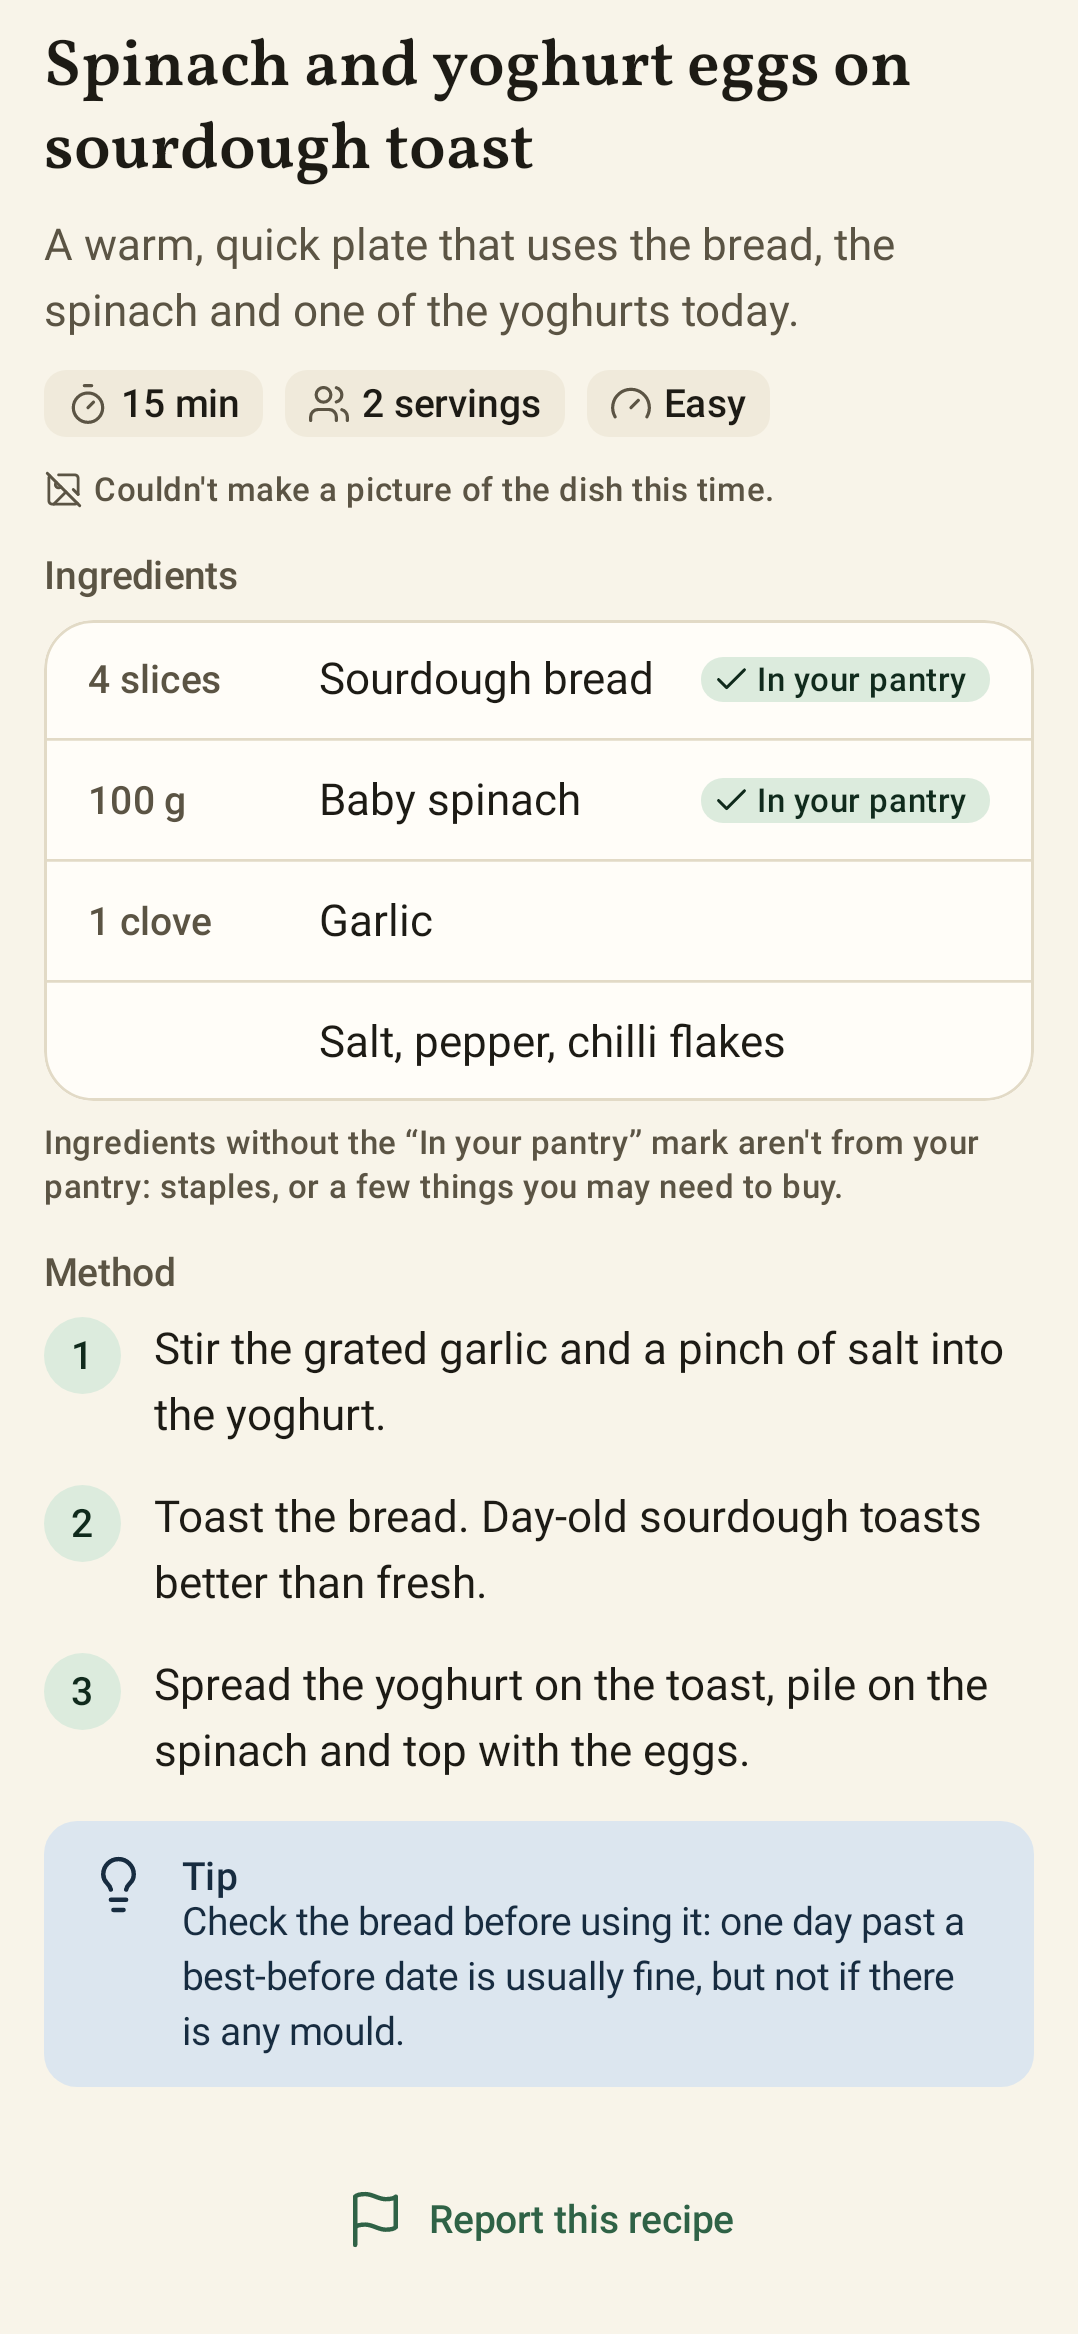 Spinach and yoghurt eggs on
sourdough toast
A warm, quick plate that uses the bread, the
spinach and one of the yoghurts today.
15 min
2 servings
Easy
Couldn't make a picture of the dish this time.
Ingredients
4 slices Sourdough bread In your pantry
100 g Baby spinach In your pantry
1 clove Garlic
Salt, pepper, chilli flakes
Ingredients without the “In your pantry” mark aren't from your
pantry: staples, or a few things you may need to buy.
Method
1 Stir the grated garlic and a pinch of salt into
the yoghurt.
2 Toast the bread. Day-old sourdough toasts
better than fresh.
3 Spread the yoghurt on the toast, pile on the
spinach and top with the eggs.
Tip
Check the bread before using it: one day past a
best-before date is usually fine, but not if there
is any mould.
Report this recipe